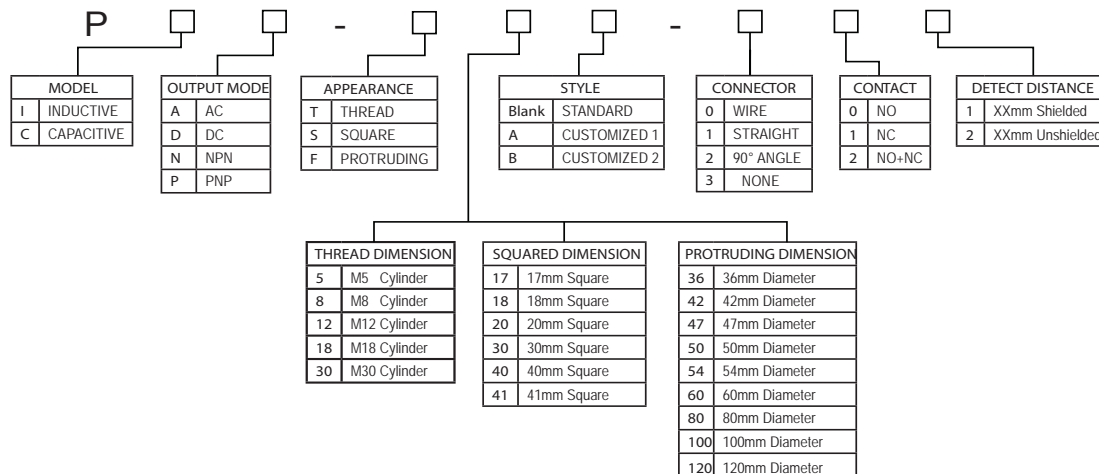 P - -
MODEL
I INDUCTIVE
C CAPACITIVE
OUTPUT MODE
A AC
D DC
N NPN
P PNP
APPEARANCE
T THREAD
S SQUARE
F PROTRUDING
STYLE
Blank STANDARD
A CUSTOMIZED 1
B CUSTOMIZED 2
CONNECTOR
0 WIRE
1 STRAIGHT
2 90° ANGLE
3 NONE
CONTACT
0 NO
1 NC
2 NO+NC
DETECT DISTANCE
1 XXmm Shielded
2 XXmm Unshielded
THREAD DIMENSION
5 M5 Cylinder
8 M8 Cylinder
12 M12 Cylinder
18 M18 Cylinder
30 M30 Cylinder
SQUARED DIMENSION
17 17mm Square
18 18mm Square
20 20mm Square
30 30mm Square
40 40mm Square
41 41mm Square
PROTRUDING DIMENSION
36 36mm Diameter
42 42mm Diameter
47 47mm Diameter
50 50mm Diameter
54 54mm Diameter
60 60mm Diameter
80 80mm Diameter
100 100mm Diameter
120 120mm Diameter